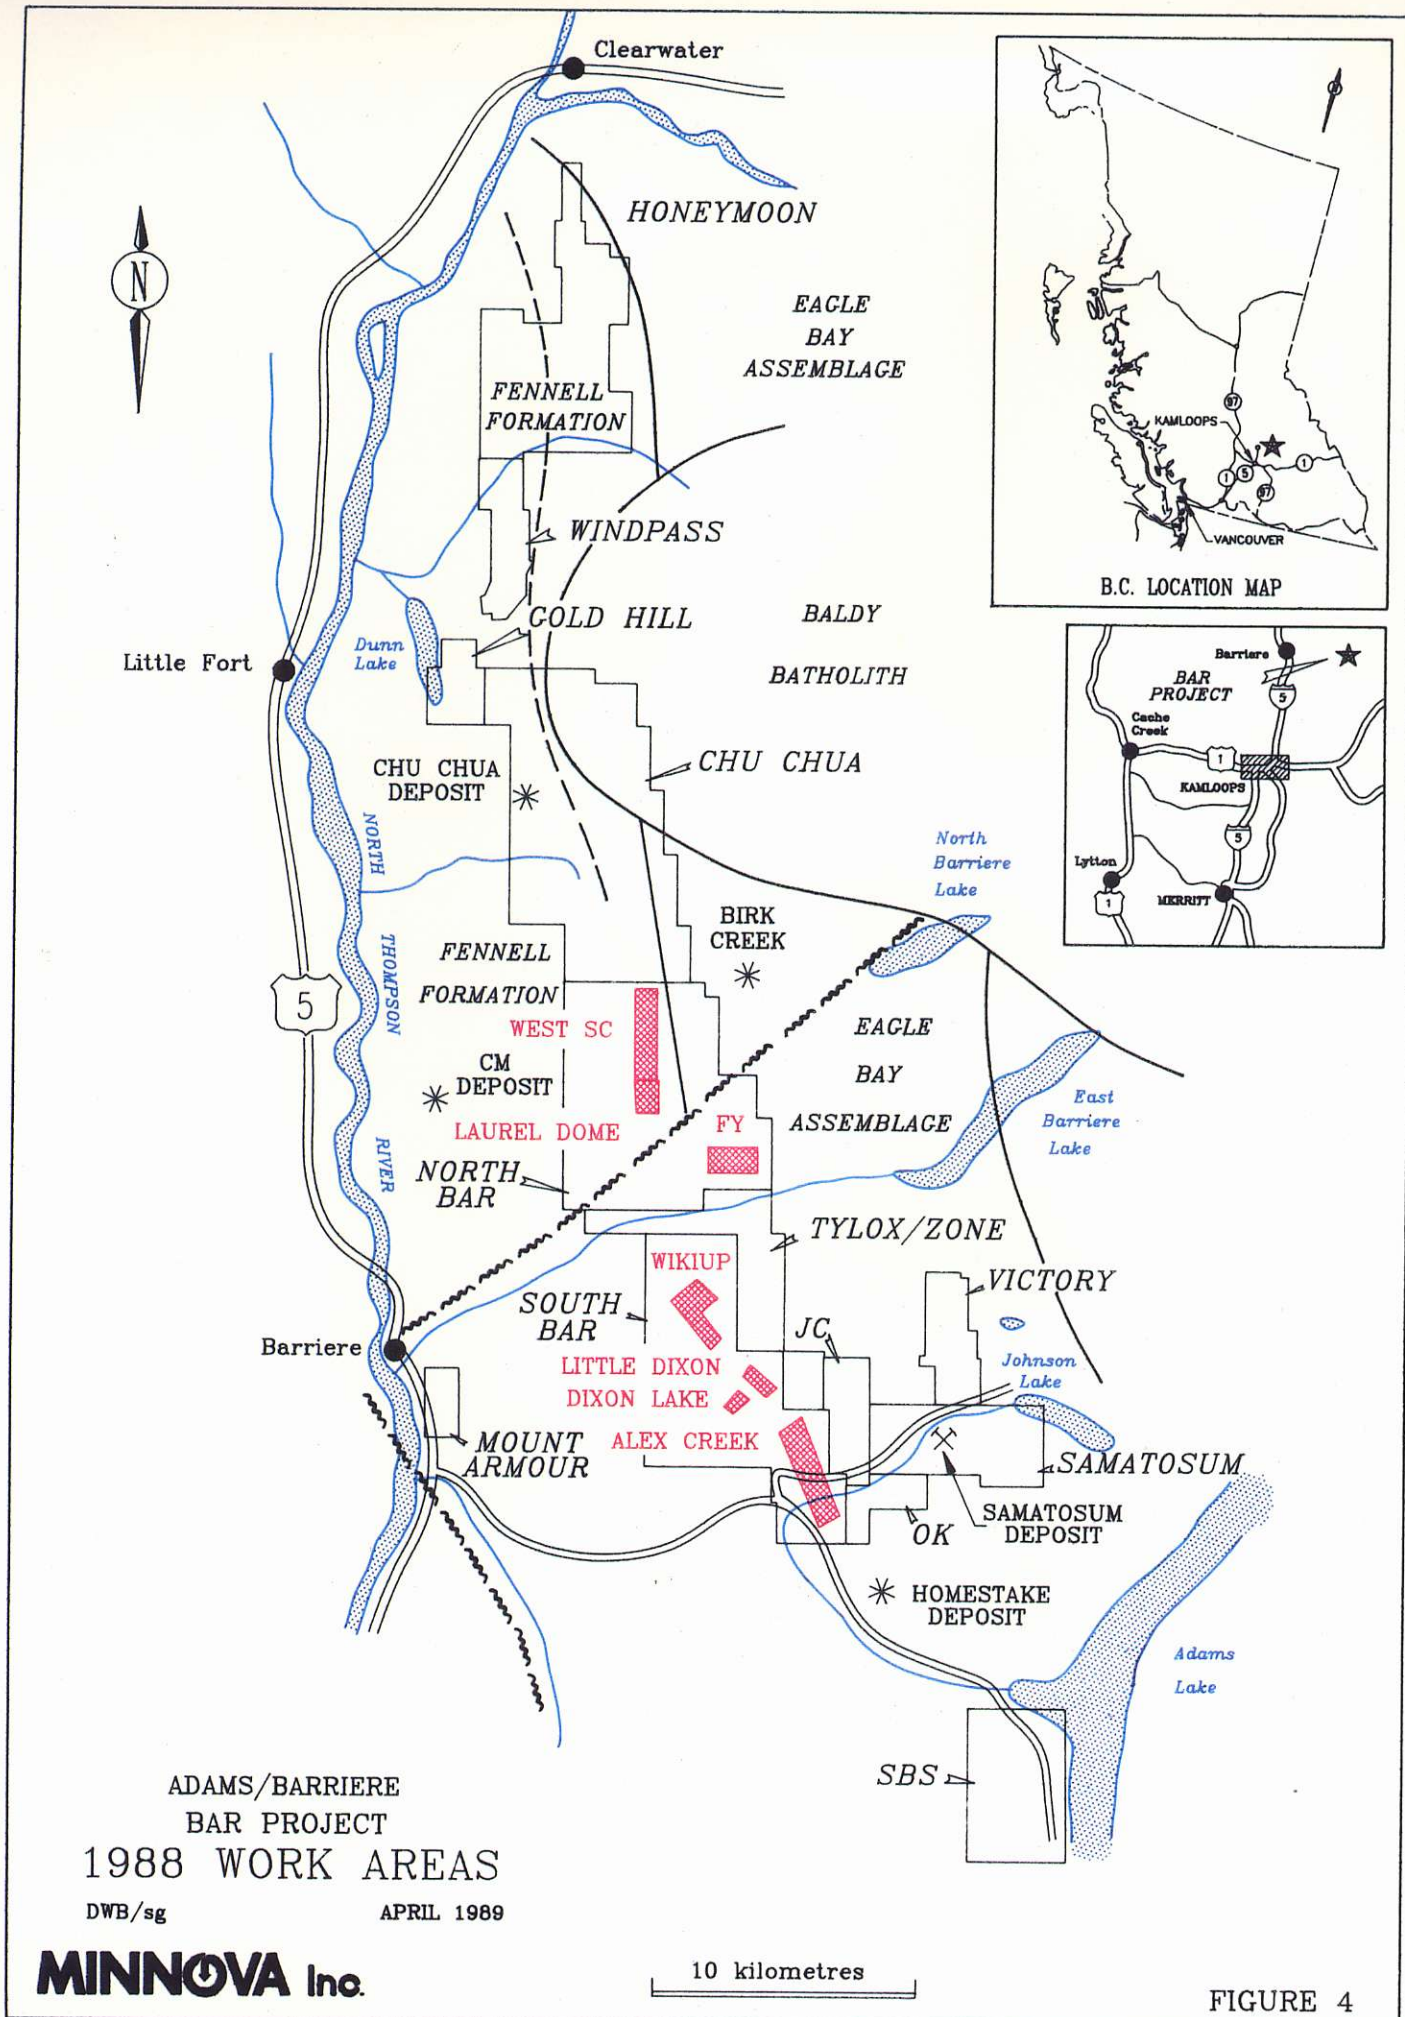 Clearwater
HONEYMOON
N
EAGLE
BAY
ASSEMBLAGE
FENNELL
FORMATION
WINDPASS
GOLD HILL
BALDY
BATHOLITH
Little Fort
Dunn
Lake
CHU CHUA
CHU CHUA
DEPOSIT
NORTH
THOMPSON
RIVER
North
Barriere
Lake
BIRK
CREEK
FENNELL
FORMATION
5
WEST SC
CM
DEPOSIT
LAUREL DOME
FY
EAGLE
BAY
ASSEMBLAGE
East
Barriere
Lake
NORTH
BAR
TYLOX/ZONE
WIKIUP
VICTORY
SOUTH
BAR
JC
Barriere
LITTLE DIXON
DIXON LAKE
ALEX CREEK
Johnson
Lake
MOUNT
ARMOUR
SAMATOSUM
SAMATOSUM
DEPOSIT
OK
HOMESTAKE
DEPOSIT
Adams
Lake
SBS
97
KAMLOOPS
1
5
1
97
VANCOUVER
B.C. LOCATION MAP
Barriere
BAR
PROJECT
5
Cache
Creek
1
KAMLOOPS
5
Lytton
1
MERRITT
ADAMS/BARRIERE
BAR PROJECT
1988 WORK AREAS
DWB/sg APRIL 1989
MINNOVA Inc.
10 kilometres
FIGURE 4